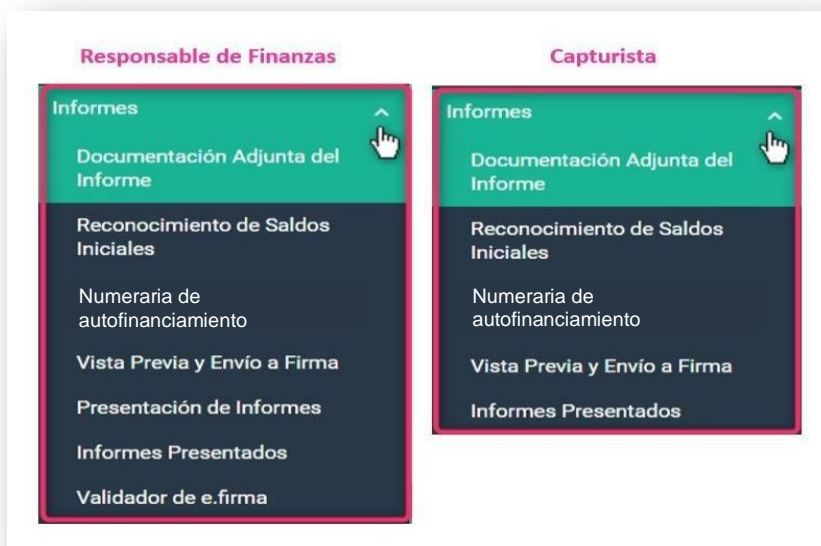 Responsable de Finanzas
Informes
Documentación Adjunta del
Informe
Reconocimiento de Saldos
Iniciales
Numeraria de
autofinanciamiento
Vista Previa y Envío a Firma
Presentación de Informes
Informes Presentados
Validador de e.firma
Capturista
Informes
Documentación Adjunta del
Informe
Reconocimiento de Saldos
Iniciales
Numeraria de
autofinanciamiento
Vista Previa y Envío a Firma
Informes Presentados